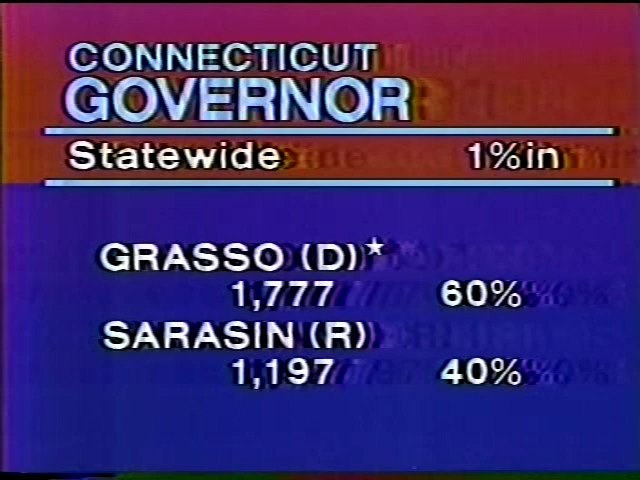 CONNECTICUT
GOVERNOR
Statewide 1% in
GRASSO (D)★
1,777 60%
SARASIN (R)
1,197 40%